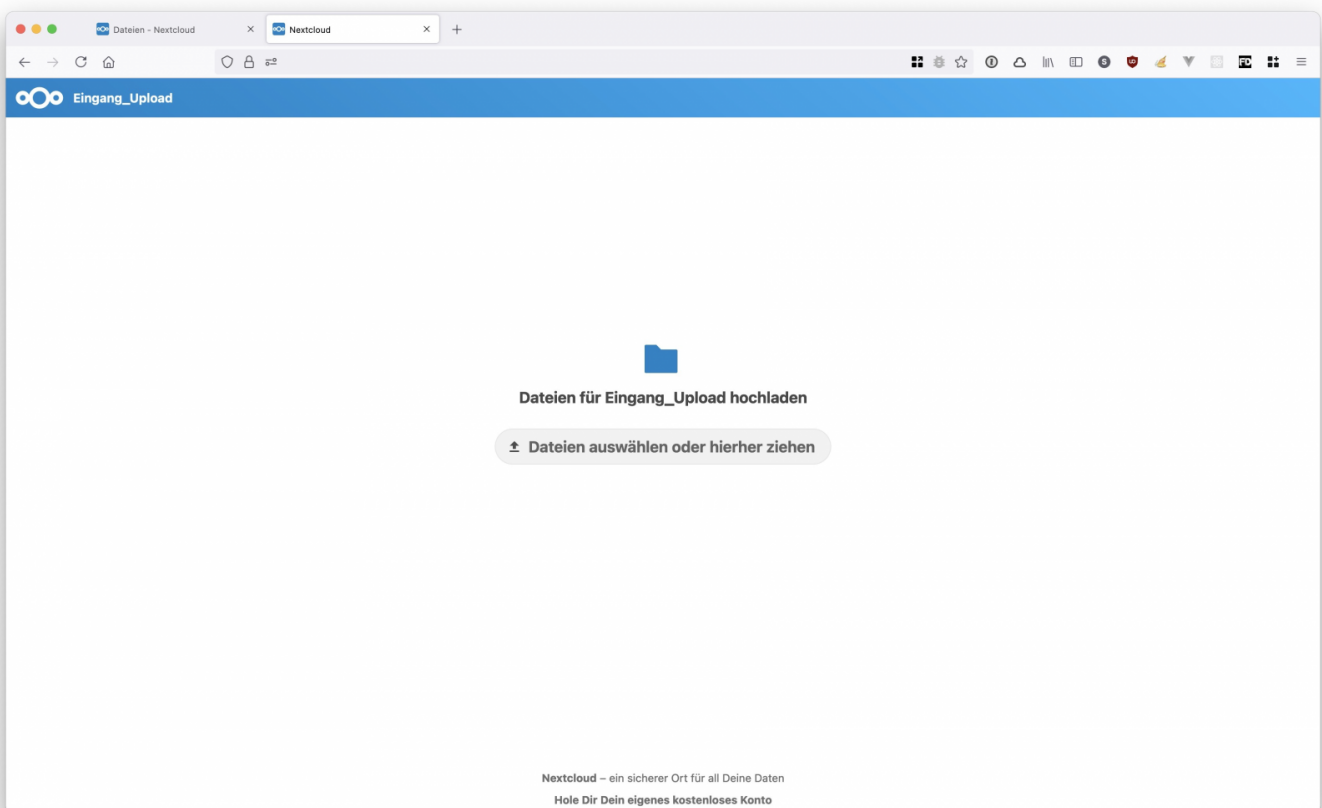 Dateien - Nextcloud
Nextcloud
Eingang_Upload
Dateien für Eingang_Upload hochladen
Dateien auswählen oder hierher ziehen
Nextcloud – ein sicherer Ort für all Deine Daten
Hole Dir Dein eigenes kostenloses Konto